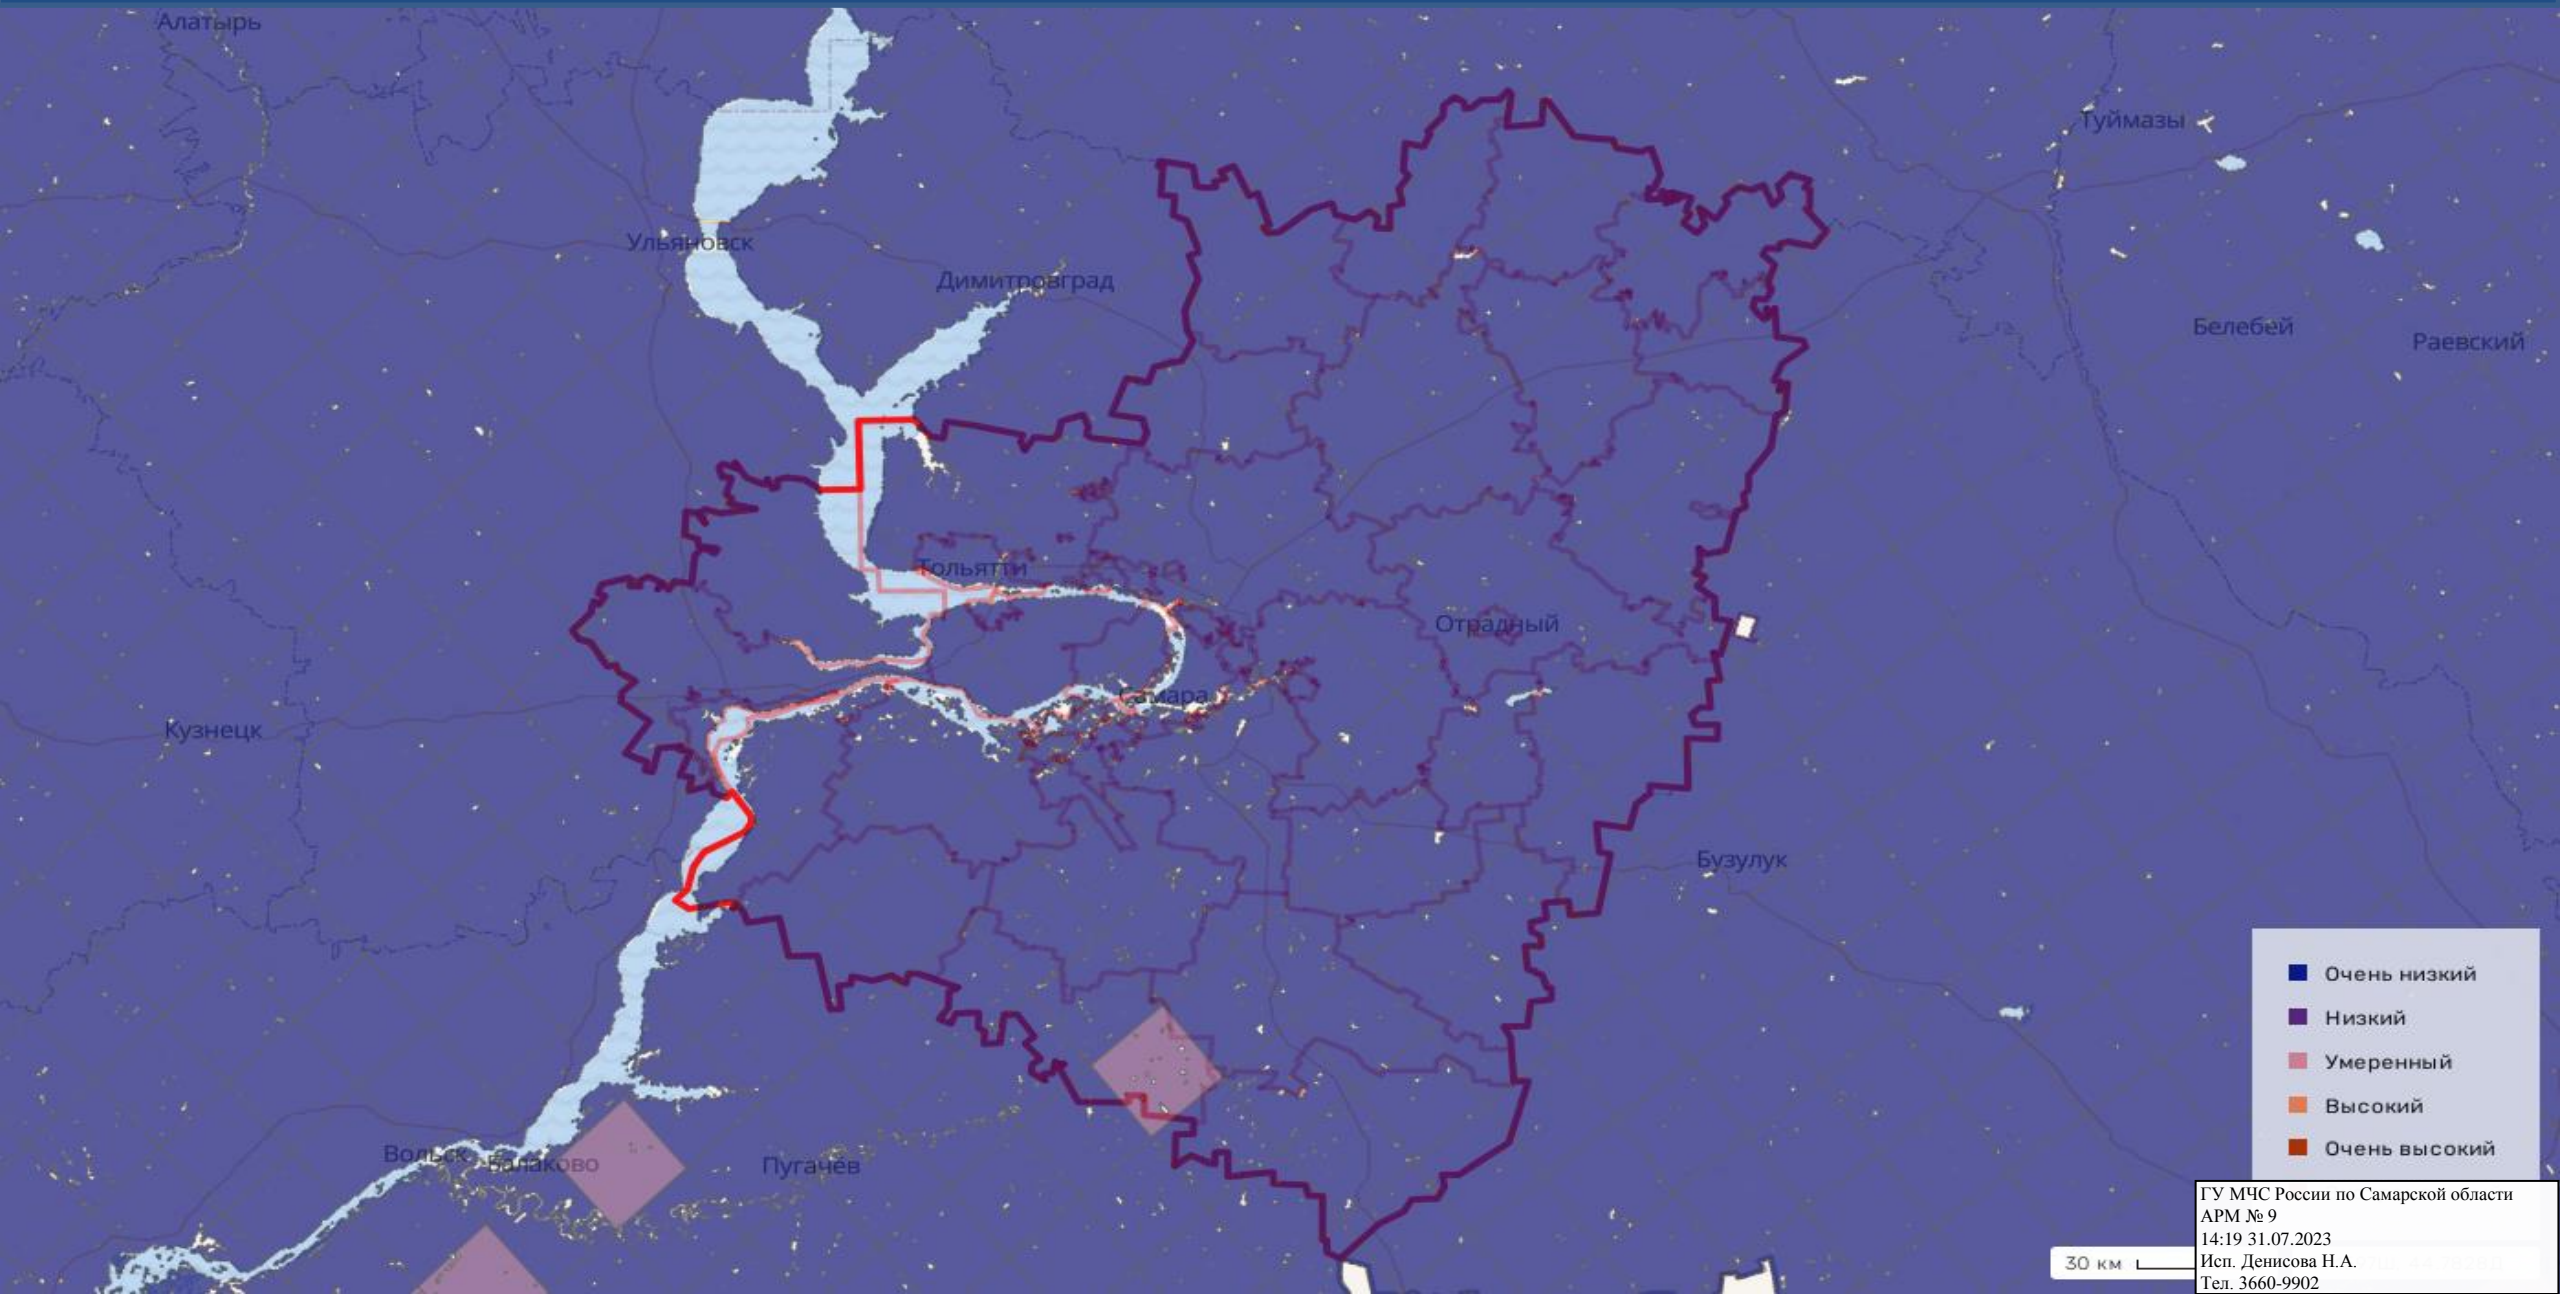 Алатырь
Туймазы
Ульяновск
Димитровград
Белебей
Раевский
Тольятти
Отрадный
Самара
Кузнецк
Бузулук
Вольск
Балаково
Пугачёв
Очень низкий
Низкий
Умеренный
Высокий
Очень высокий
30 км
ГУ МЧС России по Самарской области
АРМ № 9
14:19 31.07.2023
Исп. Денисова Н.А.
Тел. 3660-9902